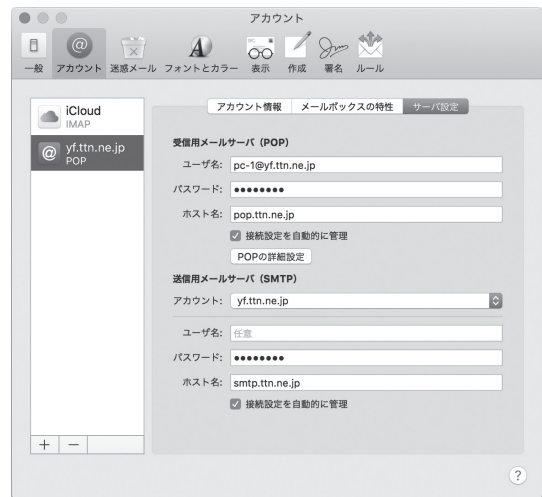 アカウント
一般 アカウント 迷惑メール フォントとカラー 表示 作成 署名 ルール
iCloud
IMAP
yf.ttn.ne.jp
POP
アカウント情報 メールボックスの特性 サーバ設定
受信用メールサーバ（POP）
ユーザ名: pc-1@yf.ttn.ne.jp
パスワード: ●●●●●●●●
ホスト名: pop.ttn.ne.jp
接続設定を自動的に管理
POPの詳細設定
送信用メールサーバ（SMTP）
アカウント: yf.ttn.ne.jp
ユーザ名: 任意
パスワード: ●●●●●●●●
ホスト名: smtp.ttn.ne.jp
接続設定を自動的に管理
+ −
?